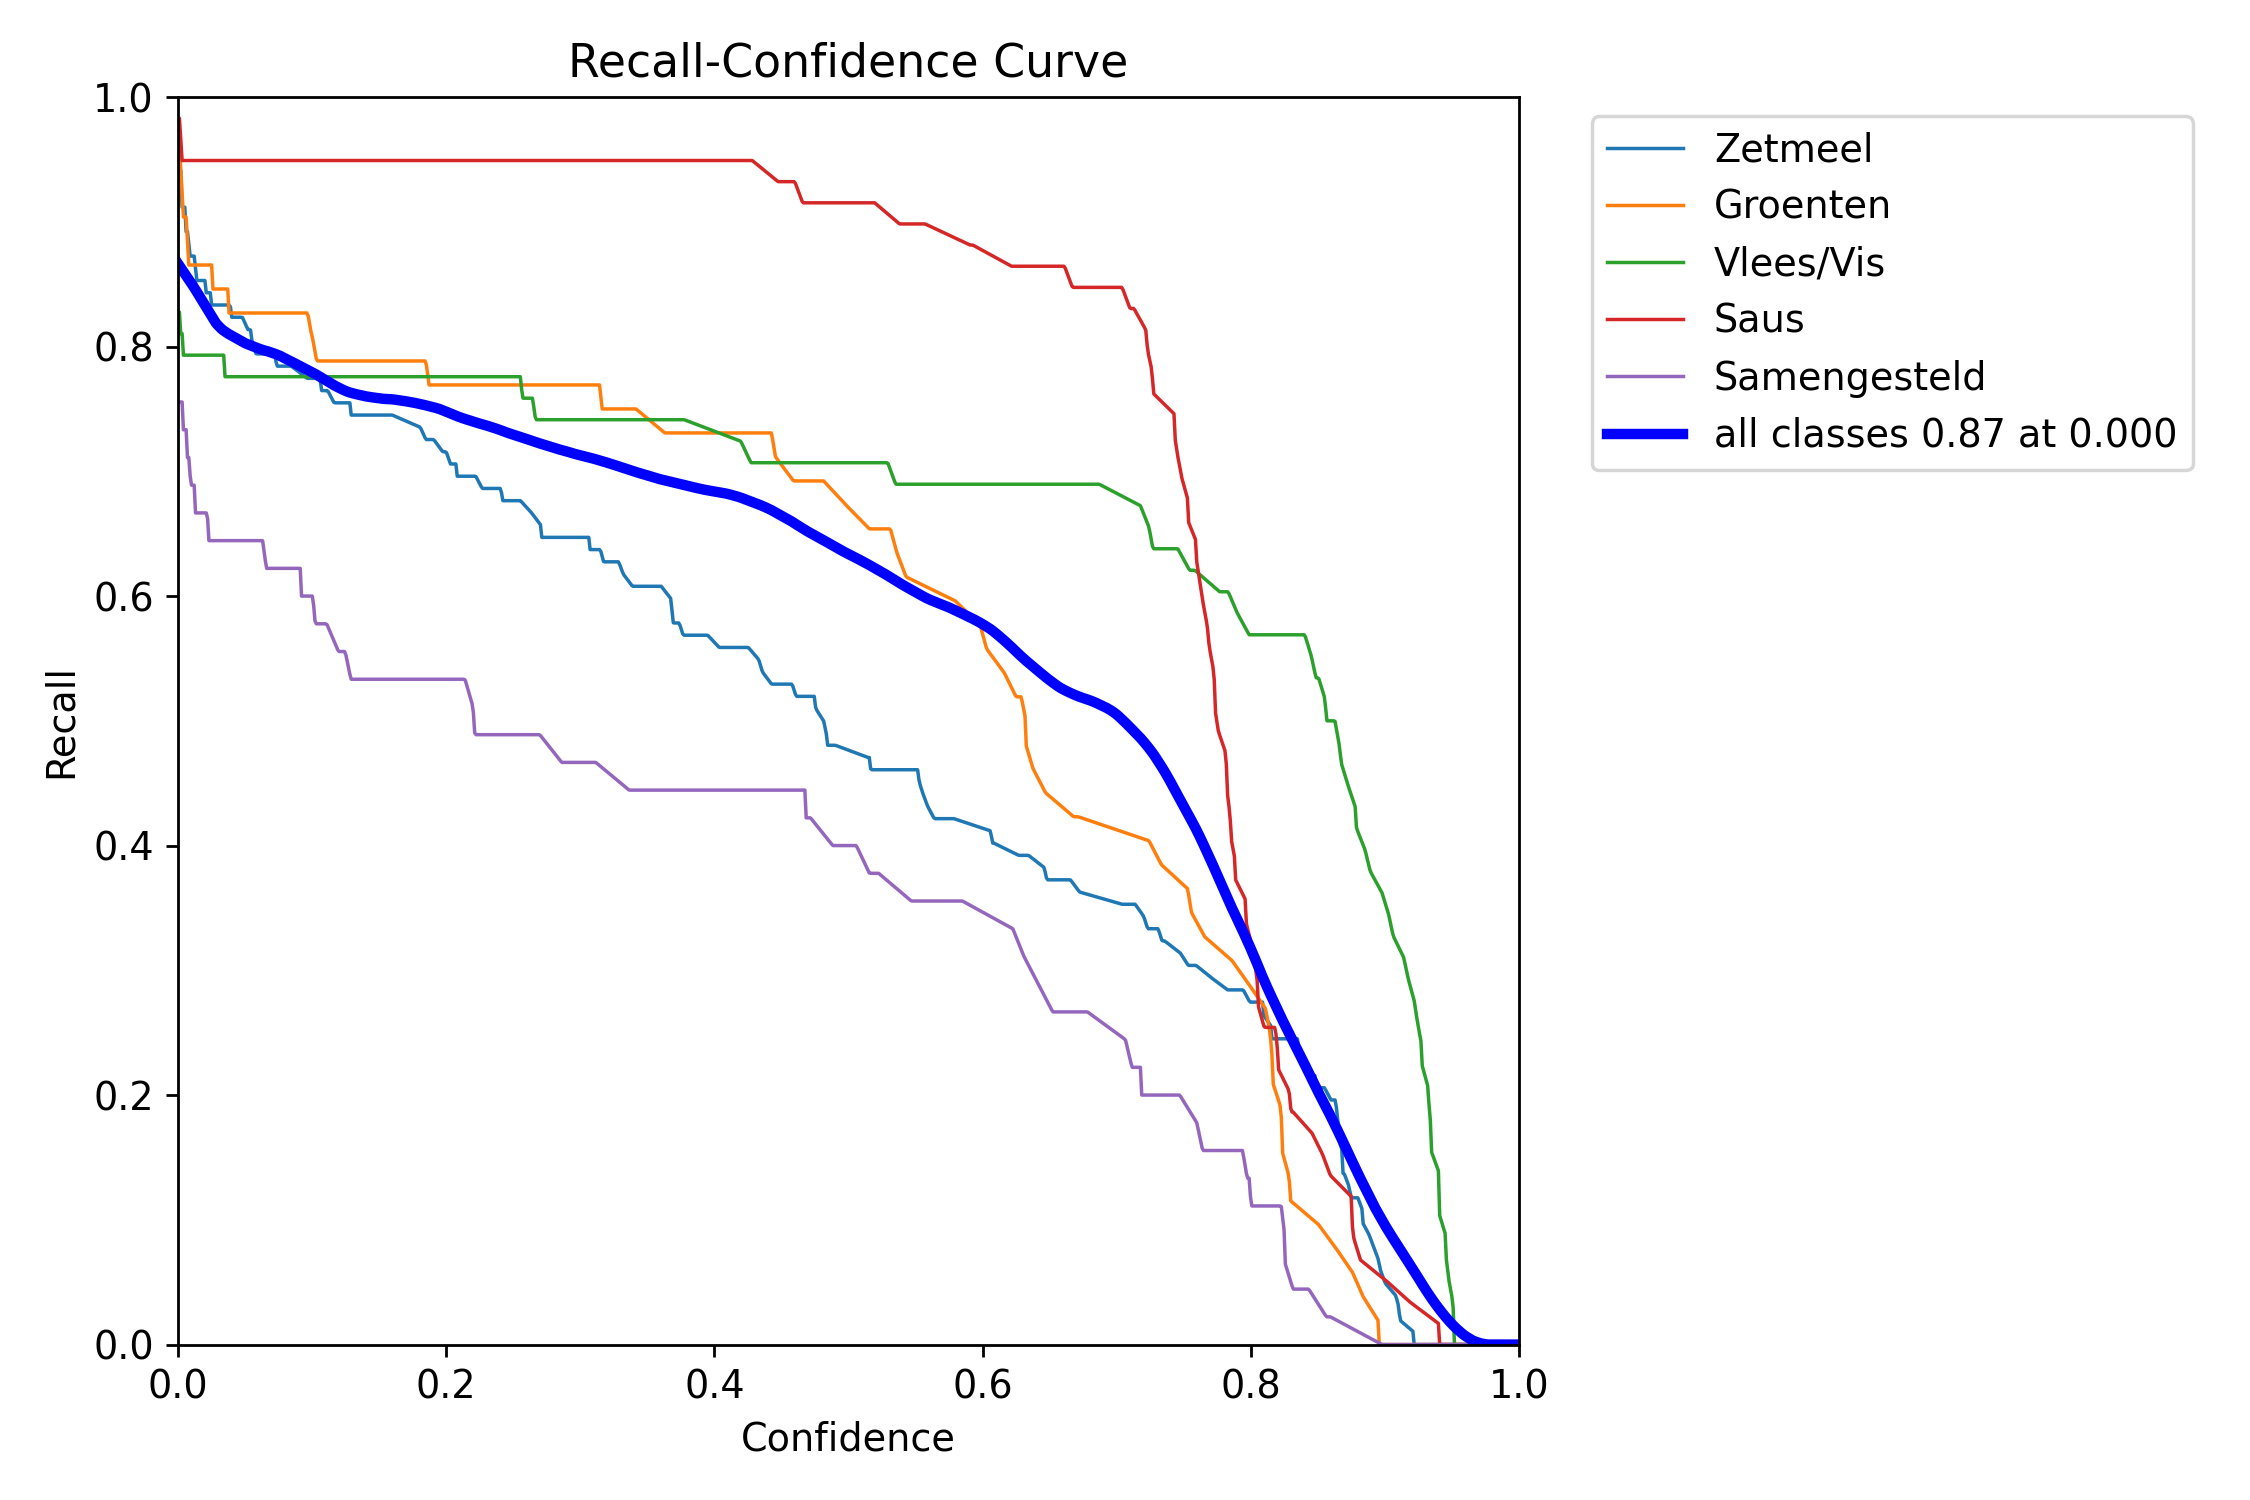 Recall-Confidence Curve
1.0
0.8
0.6
0.4
0.2
0.0
Recall
0.0 0.2 0.4 0.6 0.8 1.0
Confidence
Zetmeel
Groenten
Vlees/Vis
Saus
Samengesteld
all classes 0.87 at 0.000